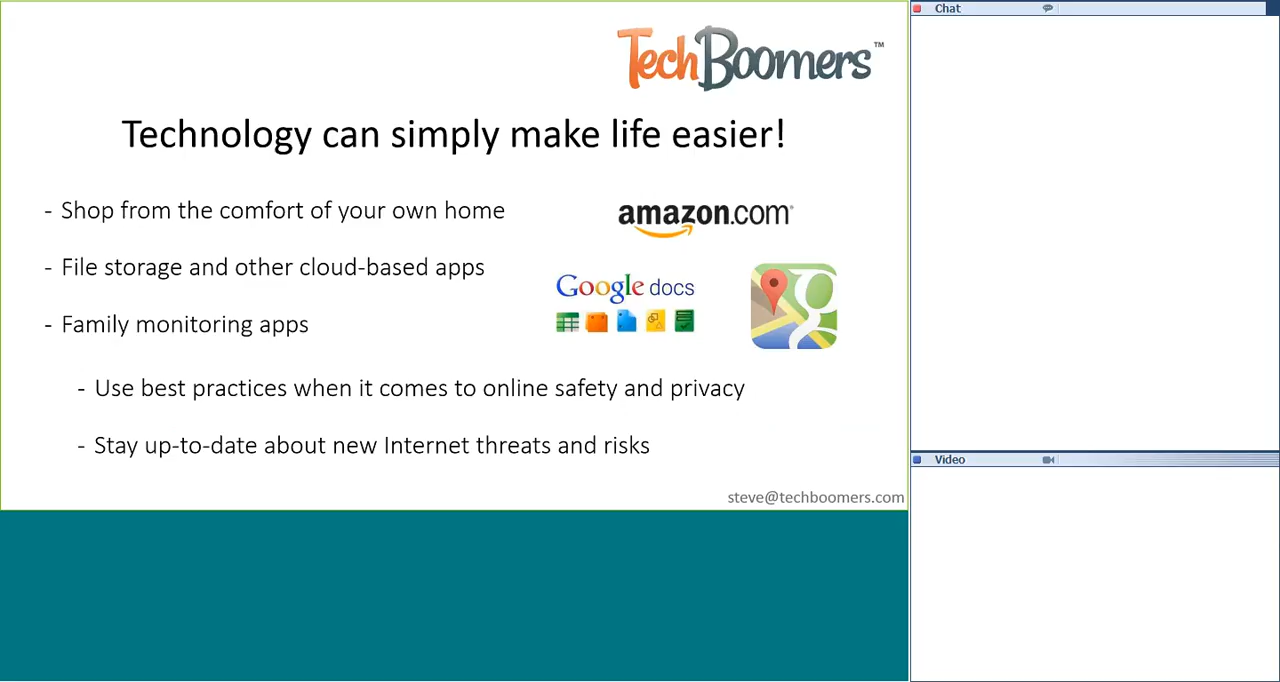 TechBoomers™
Technology can simply make life easier!
- Shop from the comfort of your own home
amazon.com
- File storage and other cloud-based apps
Google docs
- Family monitoring apps
- Use best practices when it comes to online safety and privacy
- Stay up-to-date about new Internet threats and risks
steve@techboomers.com
Chat
Video